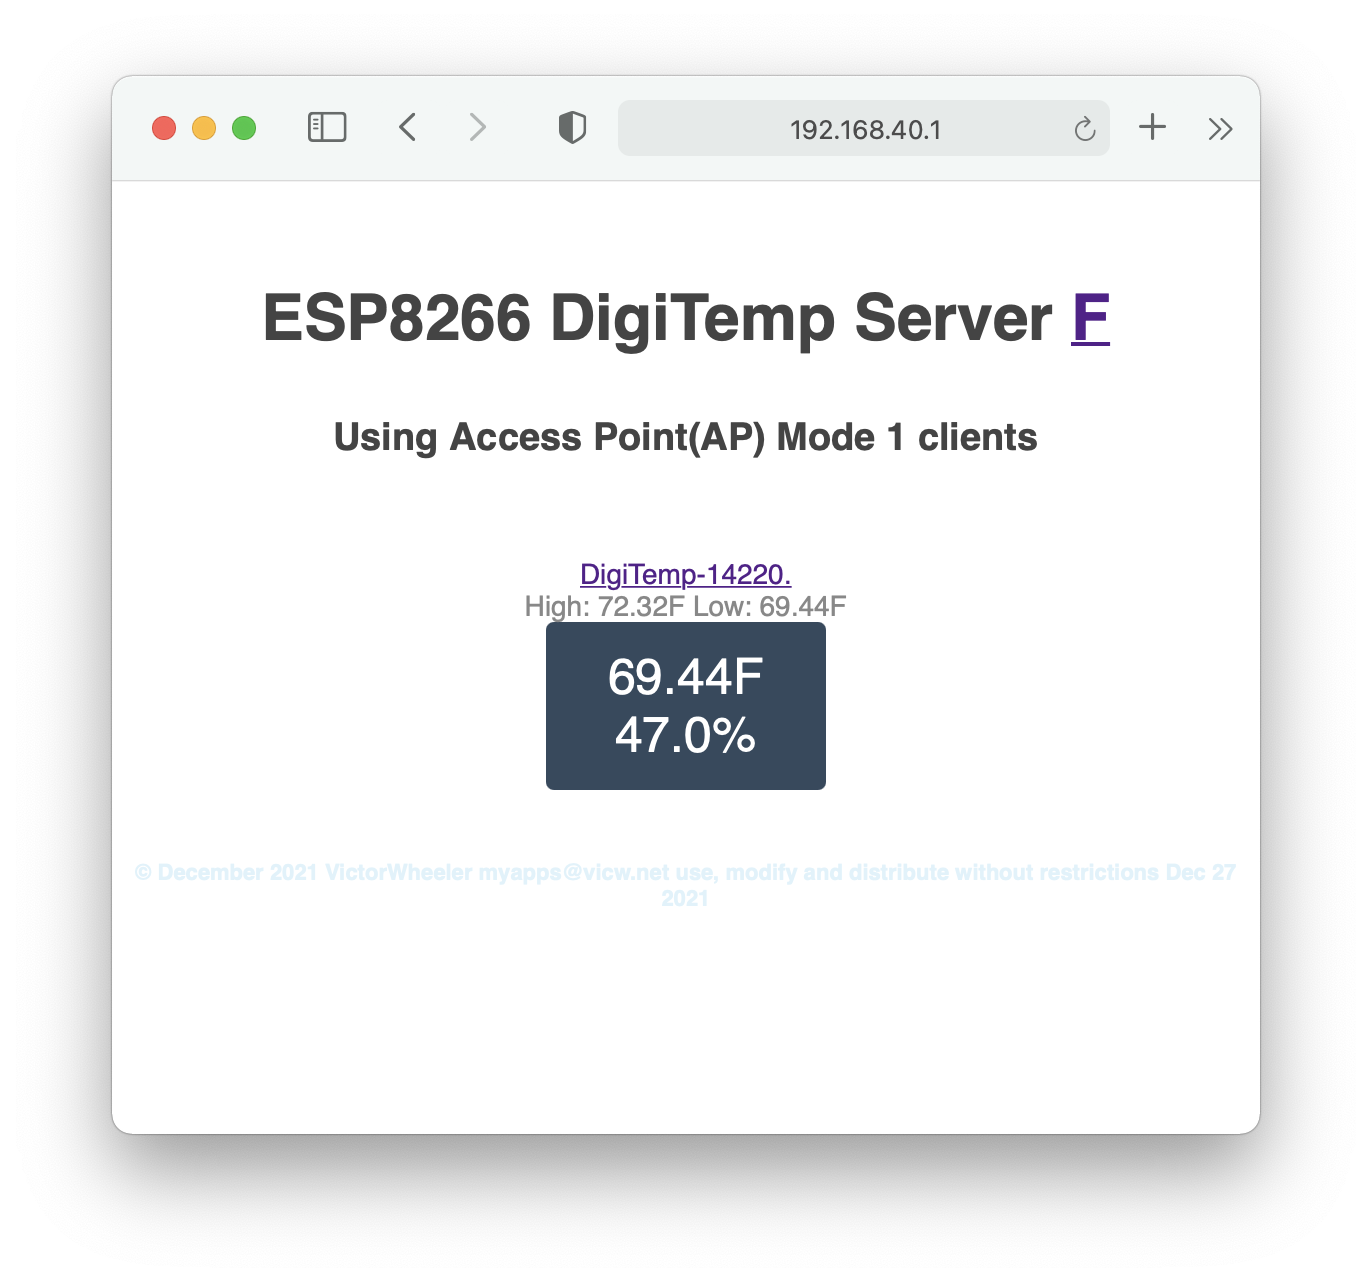 192.168.40.1
ESP8266 DigiTemp Server F
Using Access Point(AP) Mode 1 clients
DigiTemp-14220.
High: 72.32F Low: 69.44F
69.44F
47.0%
© December 2021 VictorWheeler myapps@vicw.net use, modify and distribute without restrictions Dec 27
2021